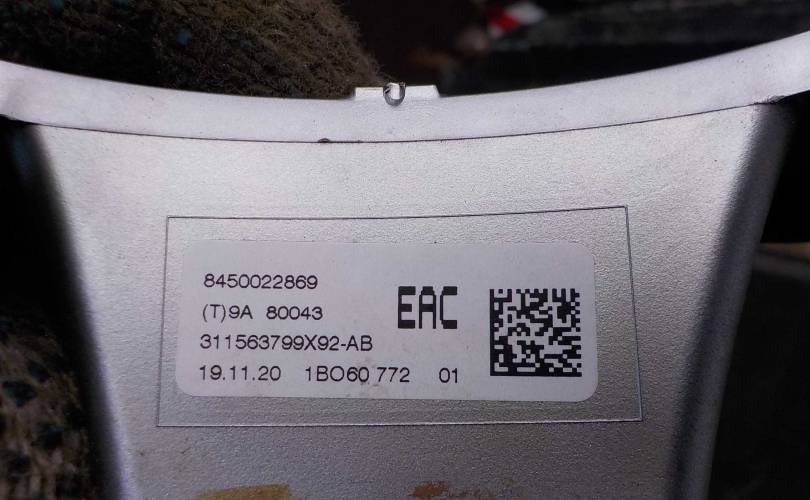 8450022869
(T)9A 80043
EAC
311563799X92-AB
19.11.20 1BO60 772 01